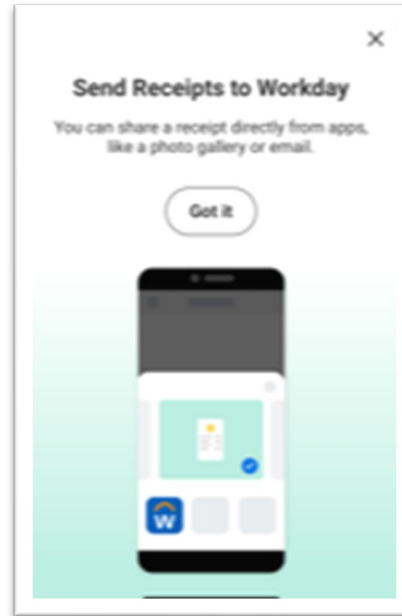 Send Receipts to Workday
You can share a receipt directly from apps,
like a photo gallery or email.
Got it
W